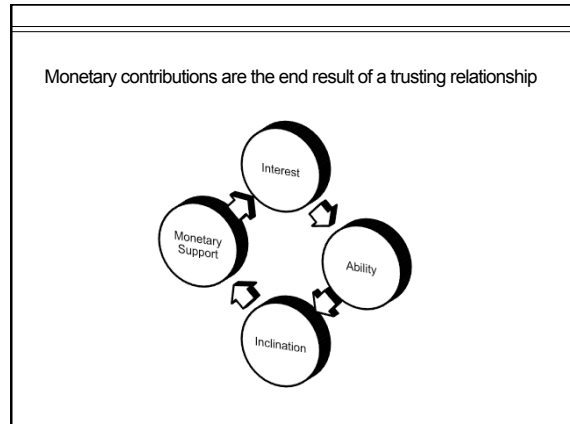 Monetary contributions are the end result of a trusting relationship
Interest
Ability
Inclination
Monetary
Support